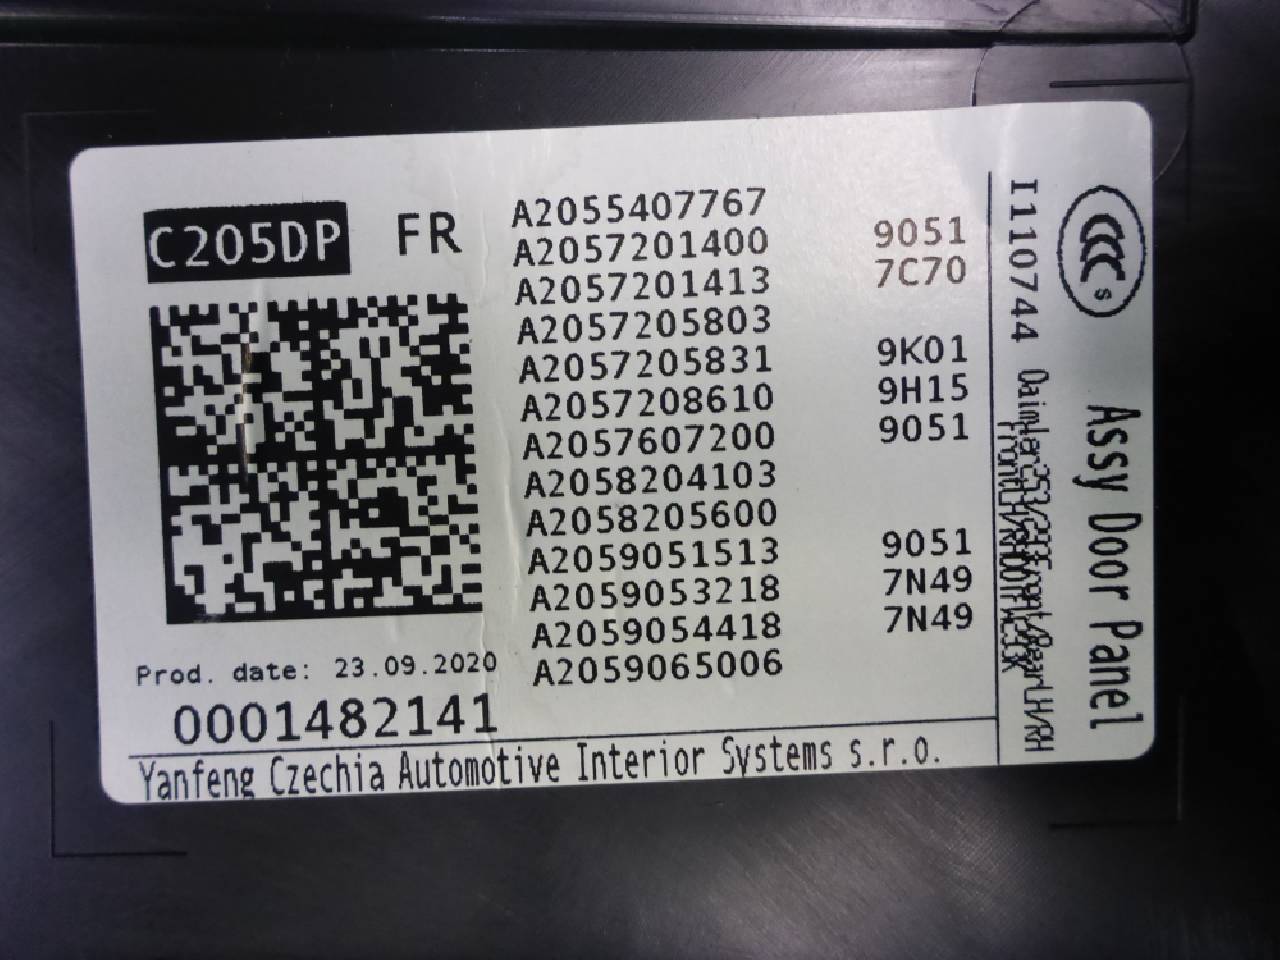 C205DP FR
A2055407767
A2057201400 9051
A2057201413 7C70
A2057205803
A2057205831 9K01
A2057208610 9H15
A2057607200 9051
A2058204103
A2058205600
A2059051513 9051
A2059053218 7N49
A2059054418 7N49
A2059065006
Prod. date: 23.09.2020
0001482141
Yanfeng Czechia Automotive Interior Systems s.r.o.
CCC S
Assy Door Panel
I110744 Daimler